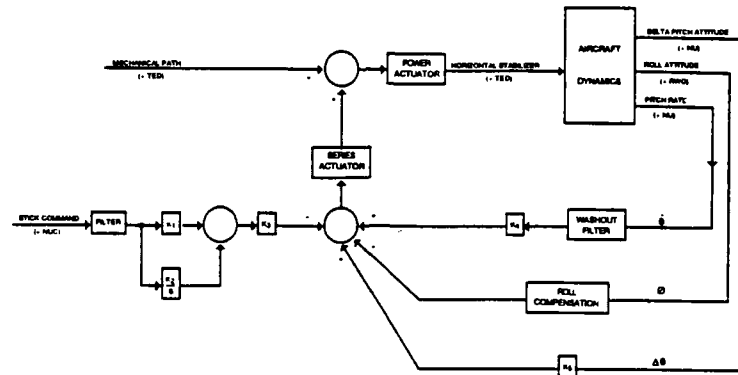 DELTA PITCH ATTITUDE
(+ NU)
MECHANICAL PATH
(+ TED)
POWER
ACTUATOR
HORIZONTAL STABILIZER
(+ TED)
AIRCRAFT
DYNAMICS
ROLL ATTITUDE
(+ RWD)
PITCH RATE
(+ NU)
SERIES
ACTUATOR
STICK COMMAND
(+ NUC)
FILTER
K1
K3
K2
S
K4
WASHOUT
FILTER
ROLL
COMPENSATION
Ø
K5
Δθ